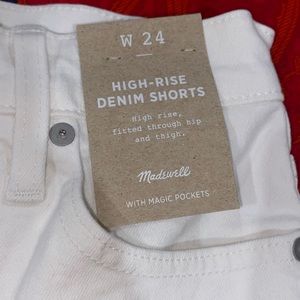 W 24
HIGH-RISE
DENIM SHORTS
High rise,
fitted through hip
and thigh.
Madewell
WITH MAGIC POCKETS